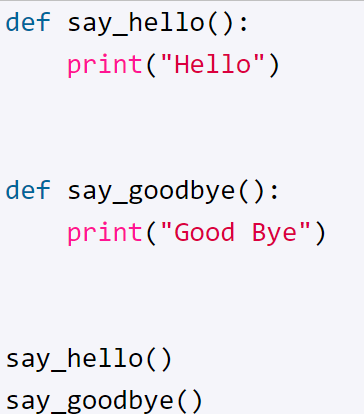 def say_hello():
    print("Hello")
def say_goodbye():
    print("Good Bye")
say_hello()
say_goodbye()